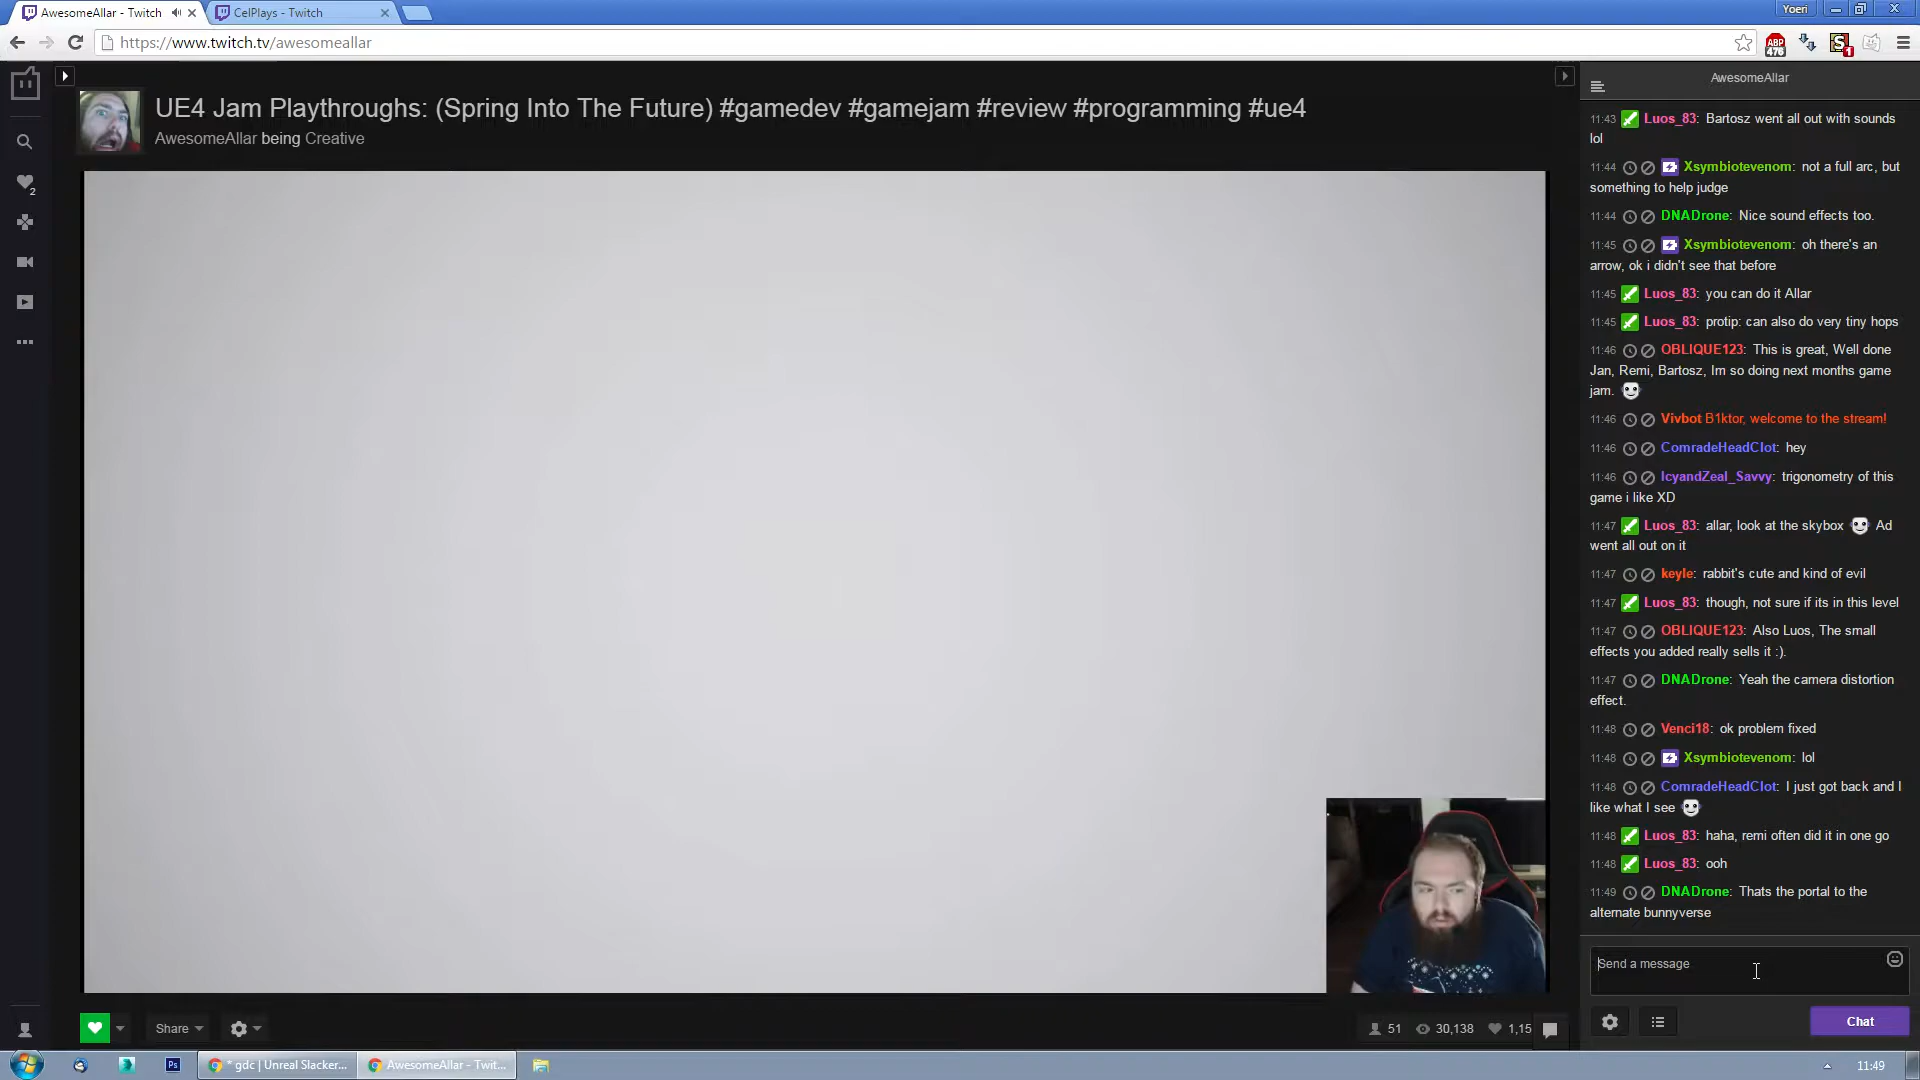 AwesomeAllar - Twitch
CelPlays - Twitch
Yoeri
https://www.twitch.tv/awesomeallar
ABP
476
S
1
UE4 Jam Playthroughs: (Spring Into The Future) #gamedev #gamejam #review #programming #ue4
AwesomeAllar being Creative
2
AwesomeAllar
11:43 Luos_83: Bartosz went all out with sounds
lol
11:44 Xsymbiotevenom: not a full arc, but
something to help judge
11:44 DNADrone: Nice sound effects too.
11:45 Xsymbiotevenom: oh there's an
arrow, ok i didn't see that before
11:45 Luos_83: you can do it Allar
11:45 Luos_83: protip: can also do very tiny hops
11:46 OBLIQUE123: This is great, Well done
Jan, Remi, Bartosz, Im so doing next months game
jam.
11:46 Vivbot B1ktor, welcome to the stream!
11:46 ComradeHeadClot: hey
11:46 IcyandZeal_Savvy: trigonometry of this
game i like XD
11:47 Luos_83: allar, look at the skybox Ad
went all out on it
11:47 keyle: rabbit's cute and kind of evil
11:47 Luos_83: though, not sure if its in this level
11:47 OBLIQUE123: Also Luos, The small
effects you added really sells it :).
11:47 DNADrone: Yeah the camera distortion
effect.
11:48 Venci18: ok problem fixed
11:48 Xsymbiotevenom: lol
11:48 ComradeHeadClot: I just got back and I
like what I see
11:48 Luos_83: haha, remi often did it in one go
11:48 Luos_83: ooh
11:49 DNADrone: Thats the portal to the
alternate bunnyverse
Send a message
Chat
Share
51 30,138 1,15
Ps
* gdc | Unreal Slacker...
AwesomeAllar - Twit...
11:49